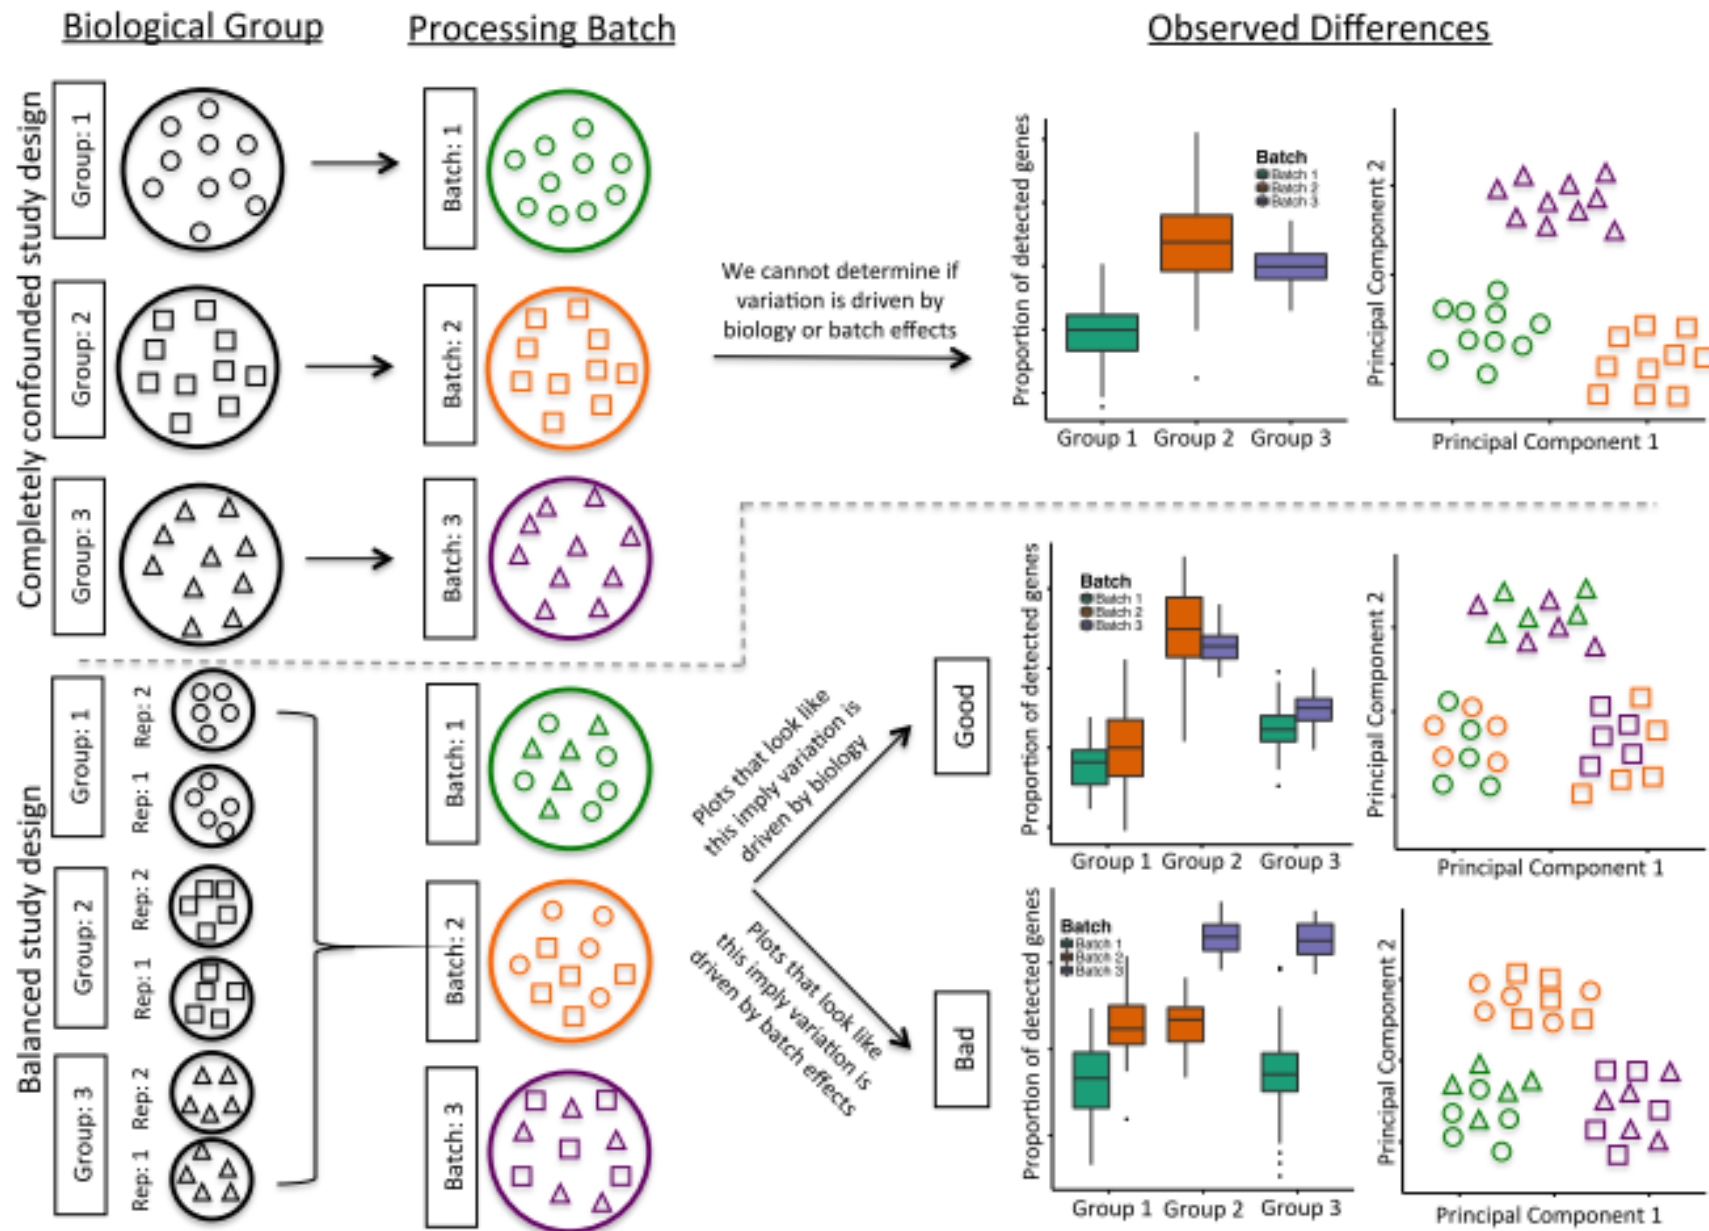 Biological Group
Processing Batch
Observed Differences
Completely confounded study design
Group: 1
Batch: 1
Group: 2
Batch: 2
Group: 3
Batch: 3
We cannot determine if
variation is driven by
biology or batch effects
Proportion of detected genes
Batch
Batch 1
Batch 2
Batch 3
Group 1
Group 2
Group 3
Principal Component 2
Principal Component 1
Balanced study design
Group: 1
Rep: 2
Rep: 1
Group: 2
Rep: 2
Rep: 1
Group: 3
Rep: 2
Rep: 1
Batch: 1
Batch: 2
Batch: 3
Plots that look like
this imply variation is
driven by biology
Good
Proportion of detected genes
Batch
Batch 1
Batch 2
Batch 3
Group 1
Group 2
Group 3
Principal Component 2
Principal Component 1
Plots that look like
this imply variation is
driven by batch effects
Bad
Proportion of detected genes
Batch
Batch 1
Batch 2
Batch 3
Group 1
Group 2
Group 3
Principal Component 2
Principal Component 1